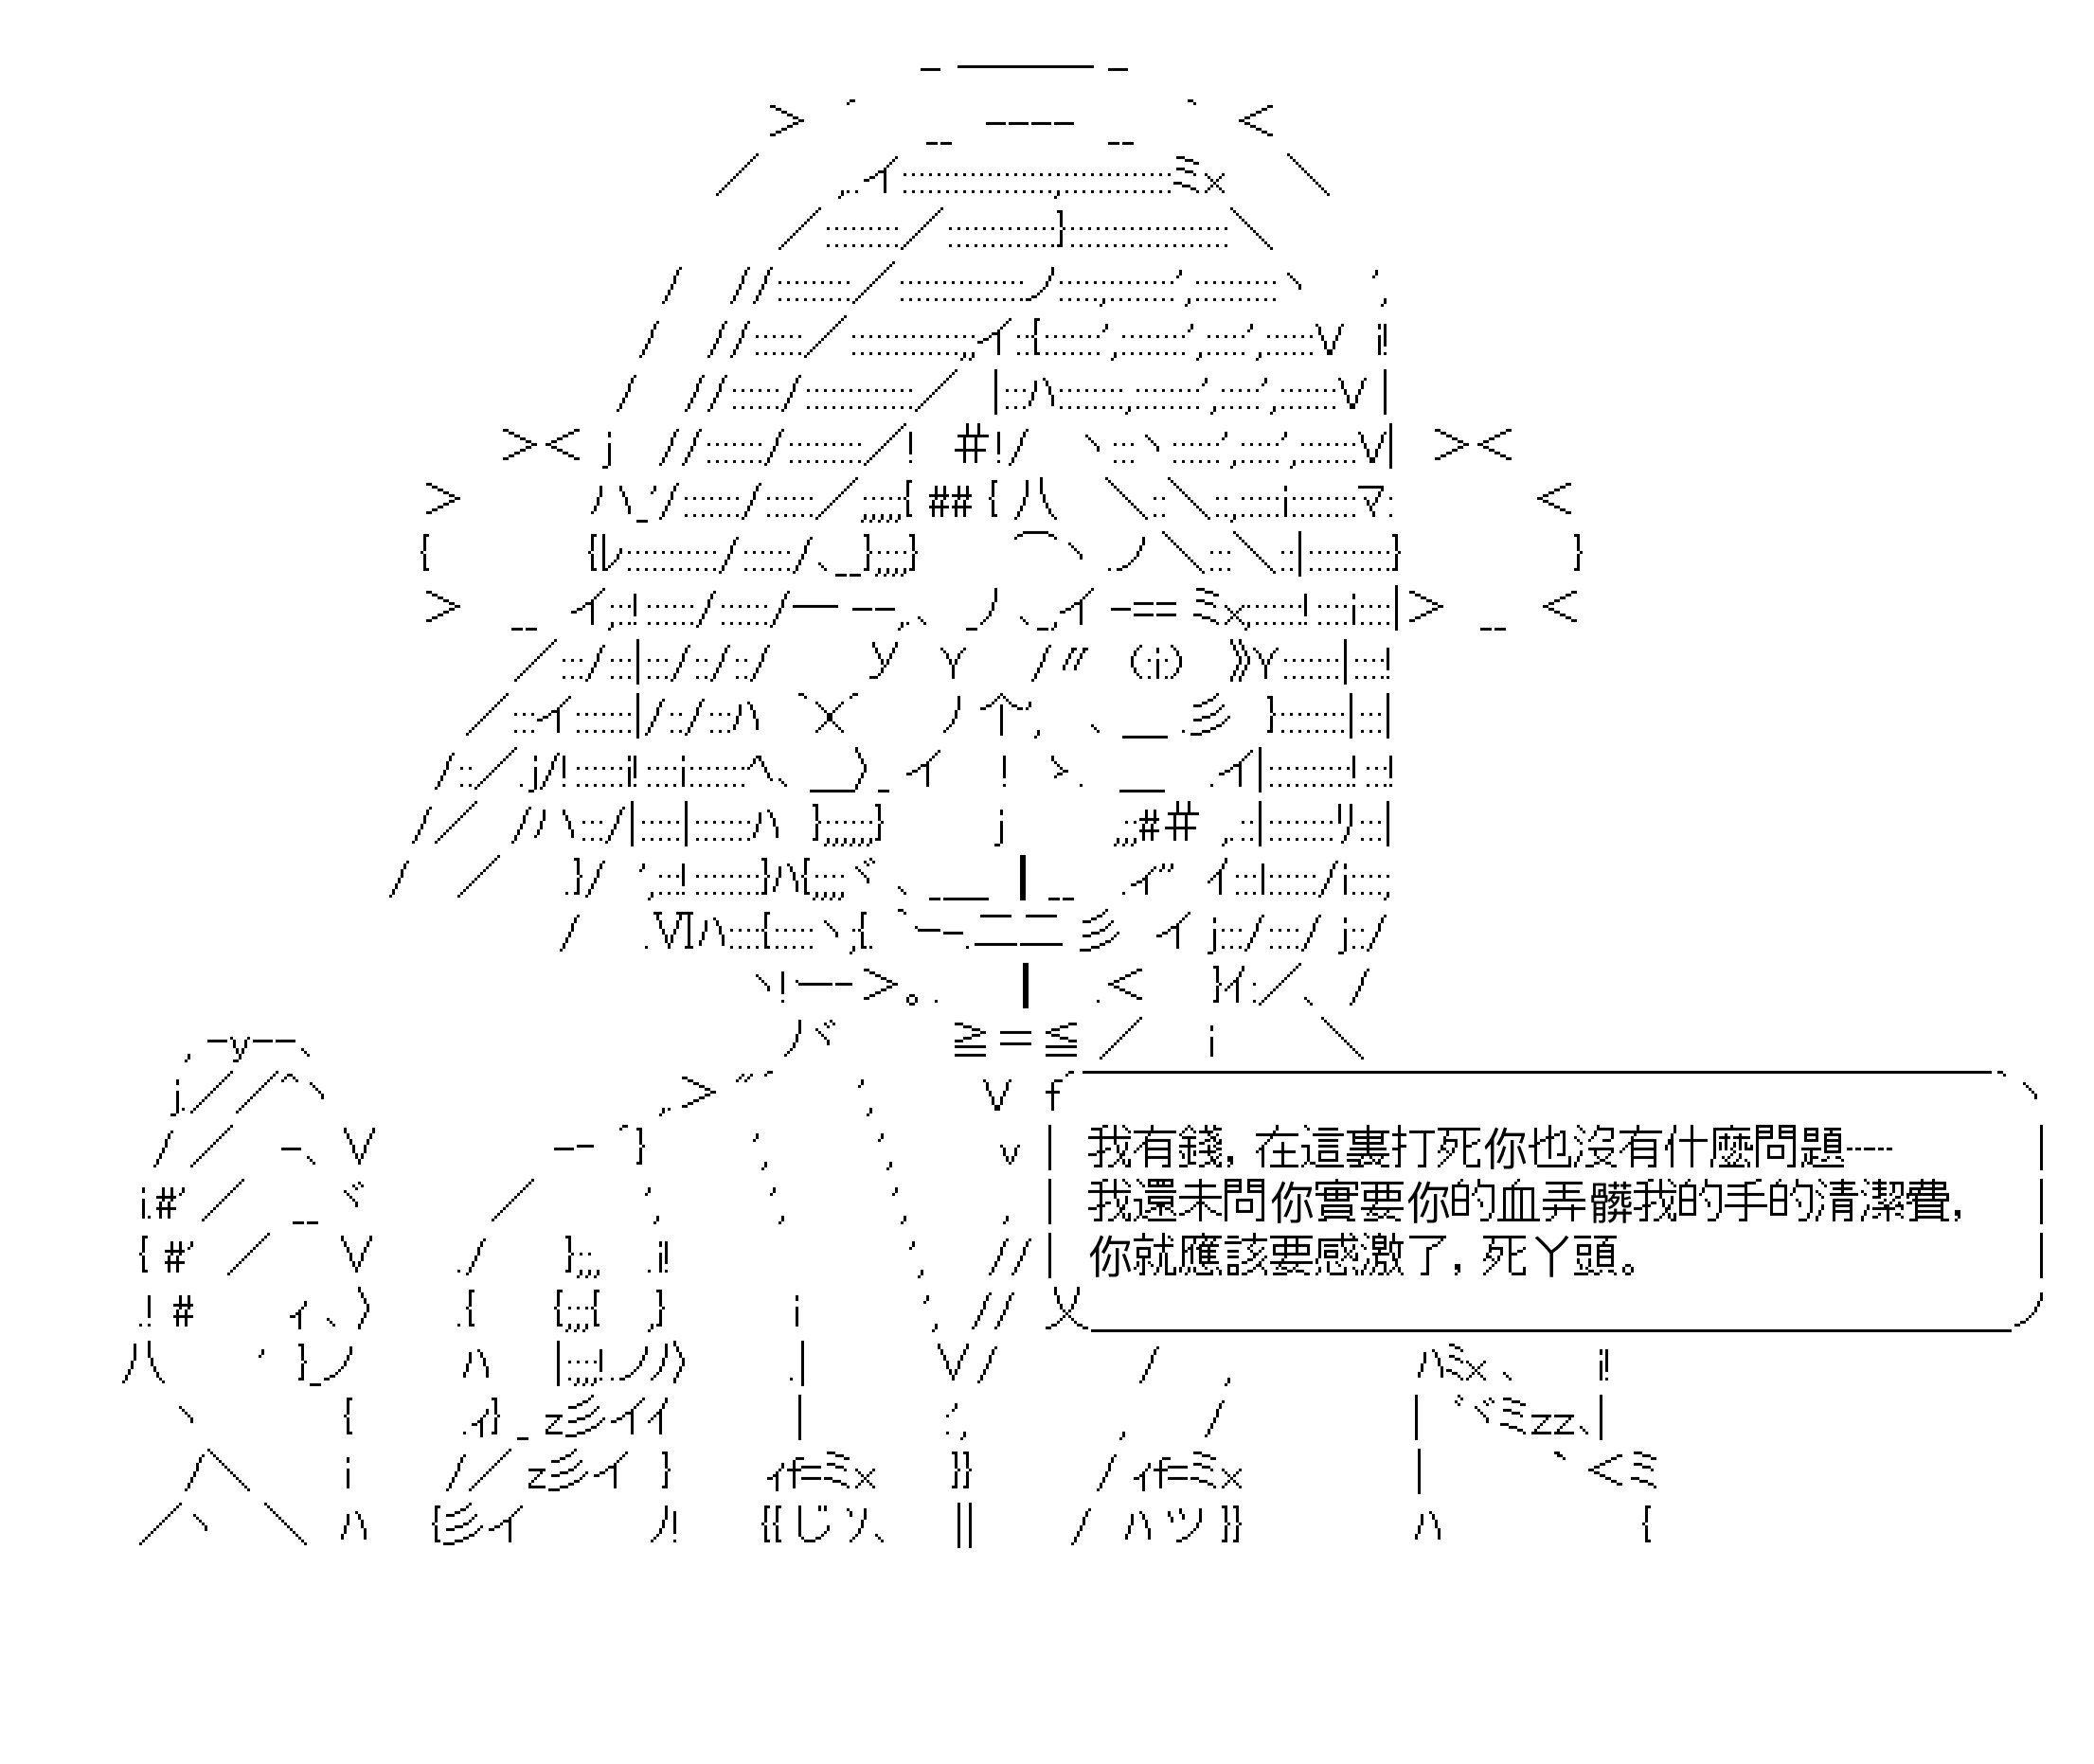 我有錢，在這裏打死你也沒有什麼問題┄┄
我還未問你實要你的血弄髒我的手的清潔費，
你就應該要感激了，死丫頭。